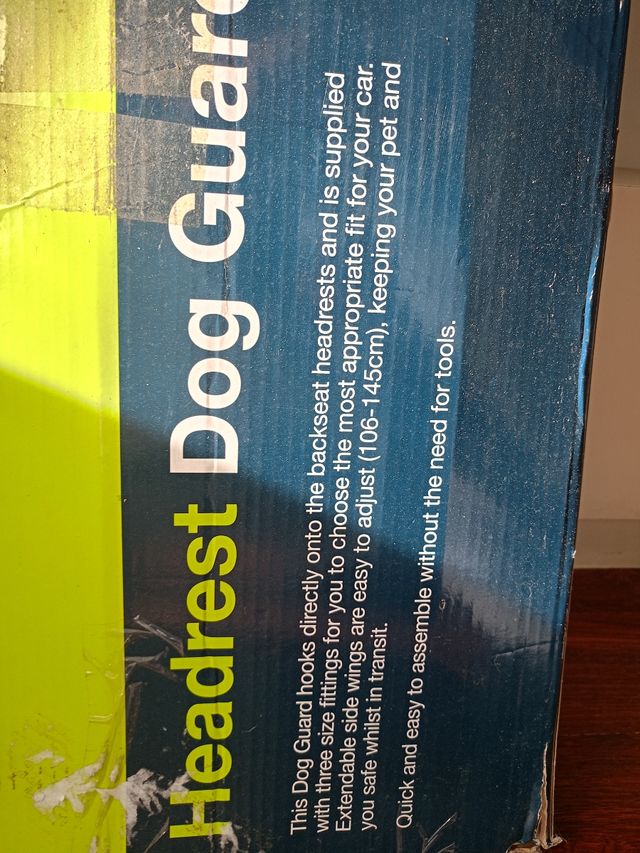 Headrest Dog Guard
This Dog Guard hooks directly onto the backseat headrests and is supplied
with three size fittings for you to choose the most appropriate fit for your car.
Extendable side wings are easy to adjust (106-145cm), keeping your pet and
you safe whilst in transit.
Quick and easy to assemble without the need for tools.